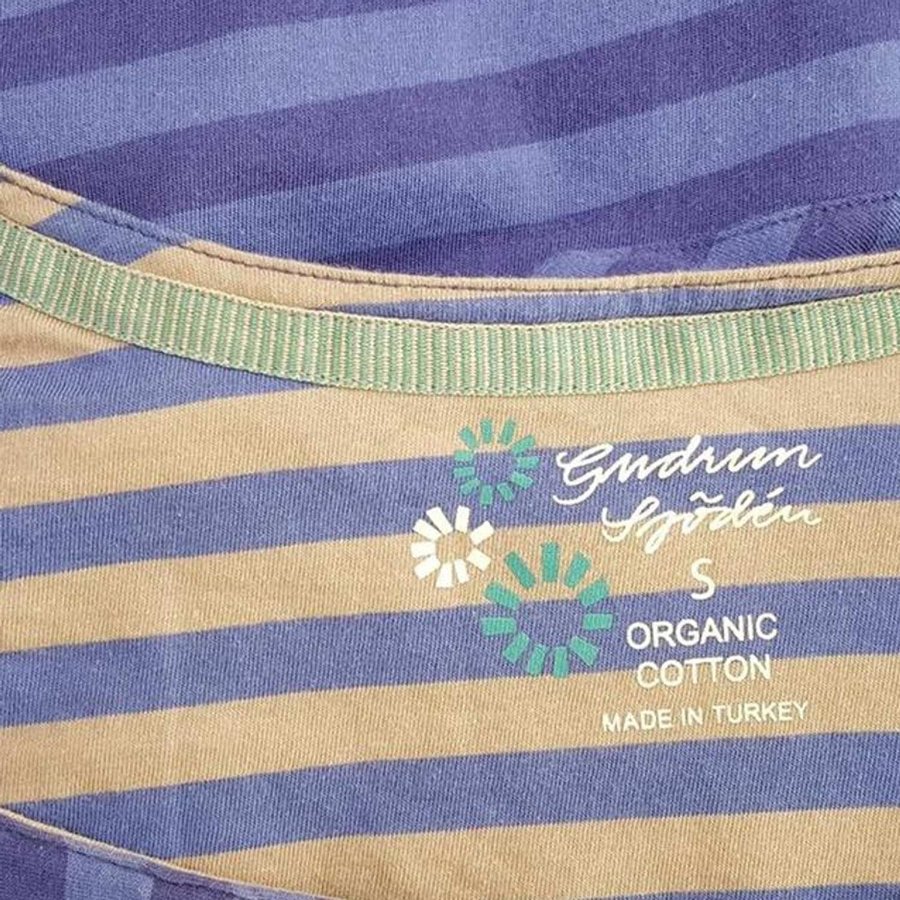 Gudrun
Sjödén
S
ORGANIC
COTTON
MADE IN TURKEY